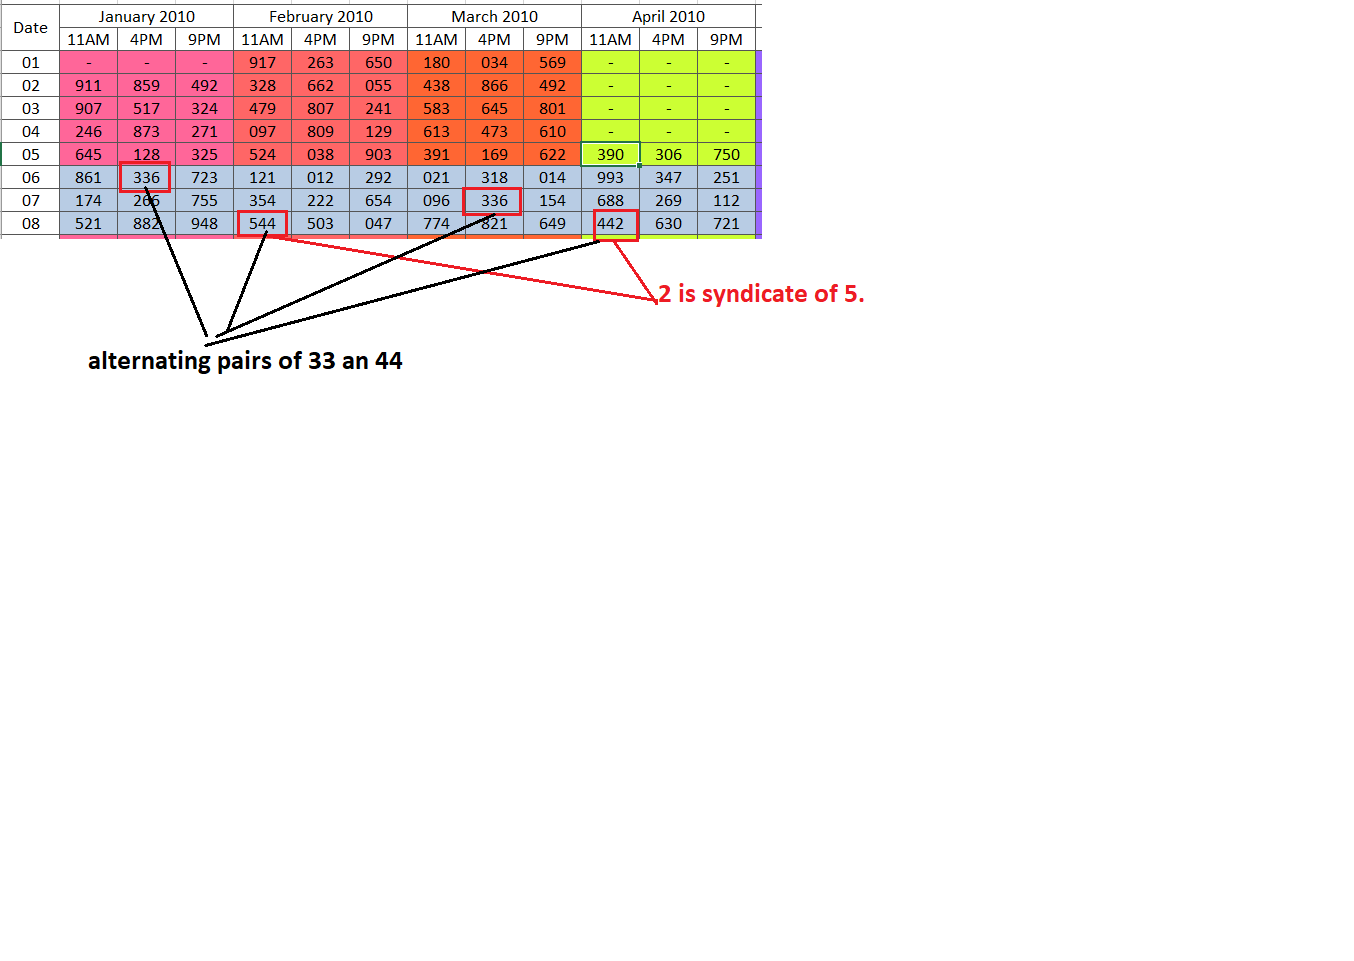 Date January 2010 February 2010 March 2010 April 2010
11AM 4PM 9PM 11AM 4PM 9PM 11AM 4PM 9PM 11AM 4PM 9PM
01 - - - 917 263 650 180 034 569 - - -
02 911 859 492 328 662 055 438 866 492 - - -
03 907 517 324 479 807 241 583 645 801 - - -
04 246 873 271 097 809 129 613 473 610 - - -
05 645 128 325 524 038 903 391 169 622 390 306 750
06 861 336 723 121 012 292 021 318 014 993 347 251
07 174 266 755 354 222 654 096 336 154 688 269 112
08 521 882 948 544 503 047 774 821 649 442 630 721
2 is syndicate of 5.
alternating pairs of 33 an 44